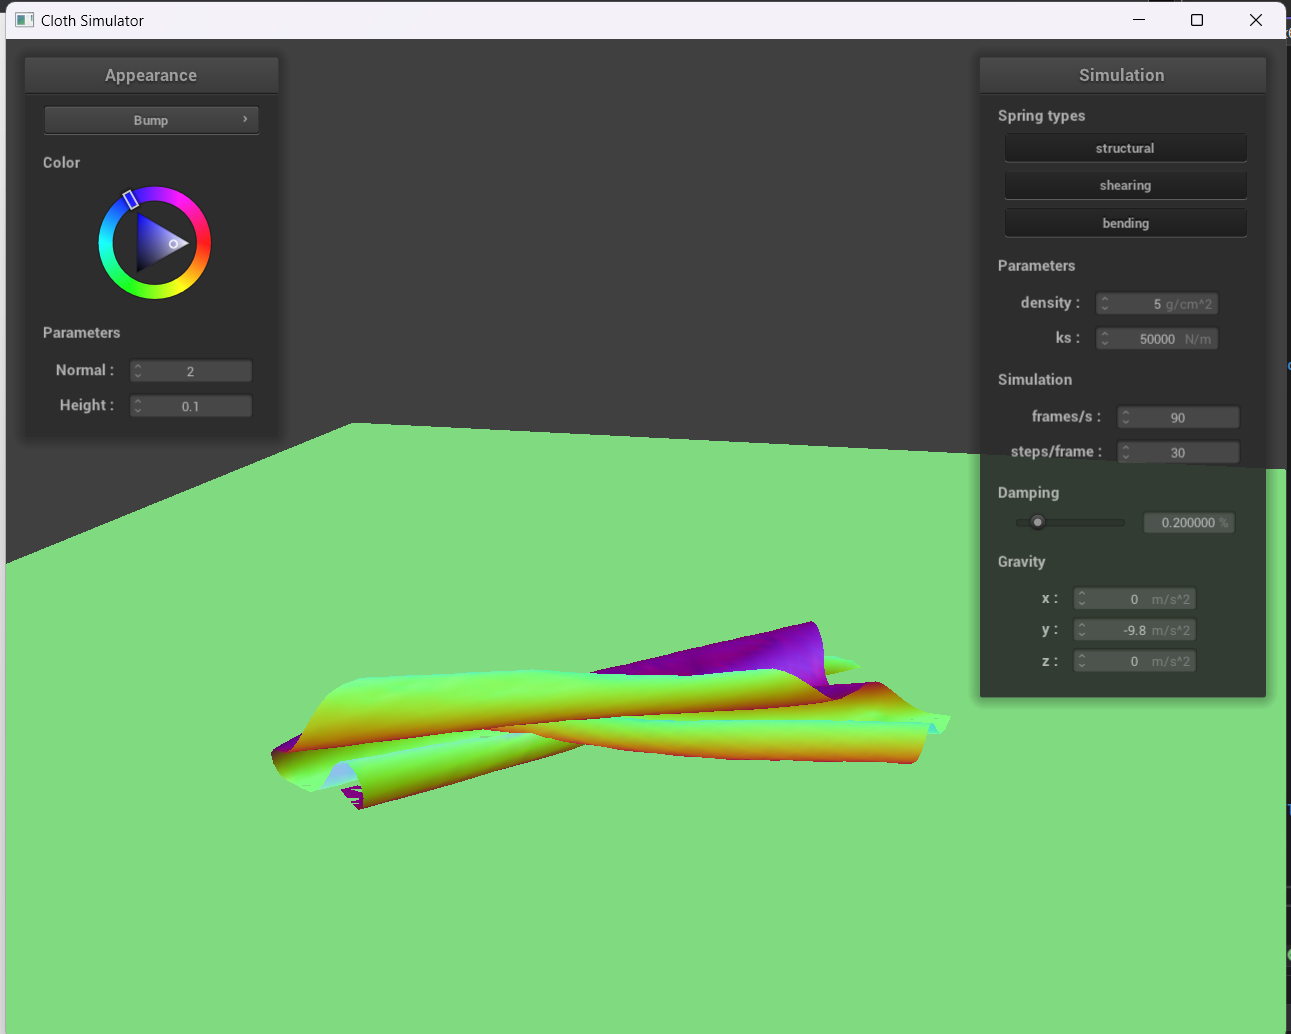 Cloth Simulator
Appearance
Bump
Color
Parameters
Normal : 2
Height : 0.1
Simulation
Spring types
structural
shearing
bending
Parameters
density : 5 g/cm^2
ks : 50000 N/m
Simulation
frames/s : 90
steps/frame : 30
Damping
0.200000 %
Gravity
x : 0 m/s^2
y : -9.8 m/s^2
z : 0 m/s^2